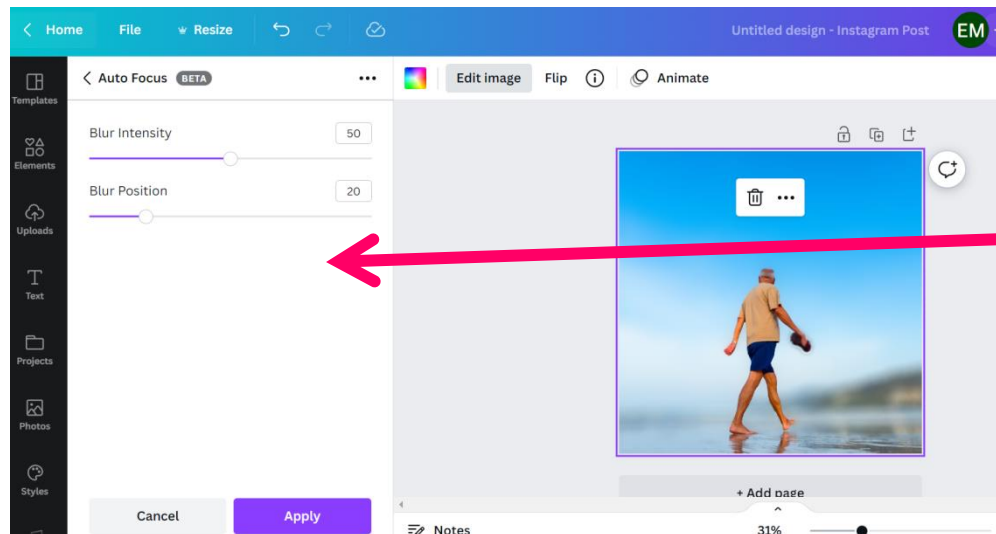 Home File Resize Untitled design - Instagram Post EM
Auto Focus BETA
Edit image Flip Animate
Templates
Elements
Uploads
Text
Projects
Photos
Styles
Blur Intensity 50
Blur Position 20
Cancel Apply
+ Add page
Notes 31%